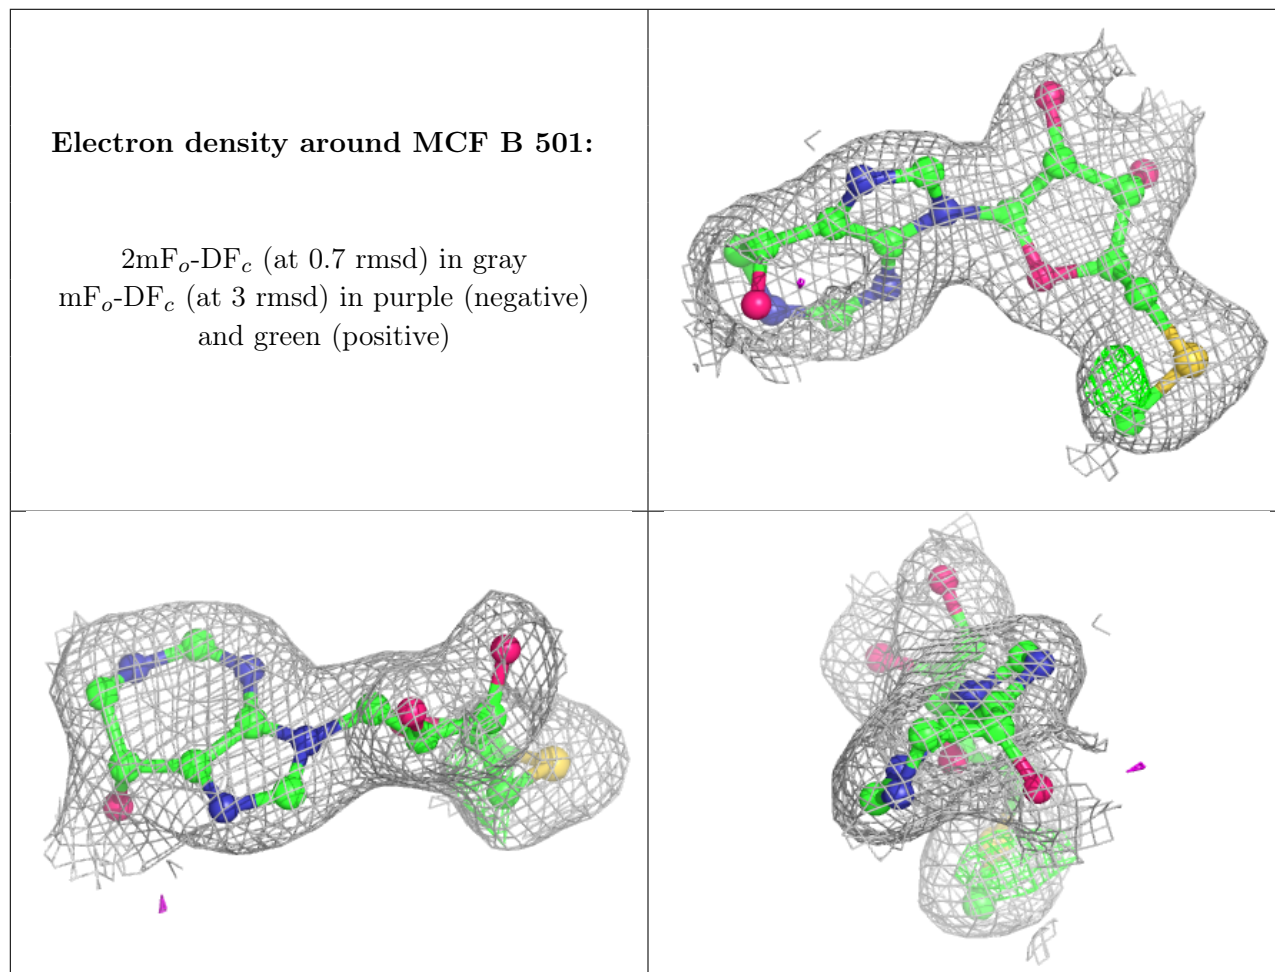 Electron density around MCF B 501:
2mFo-DFc (at 0.7 rmsd) in gray
mFo-DFc (at 3 rmsd) in purple (negative)
and green (positive)